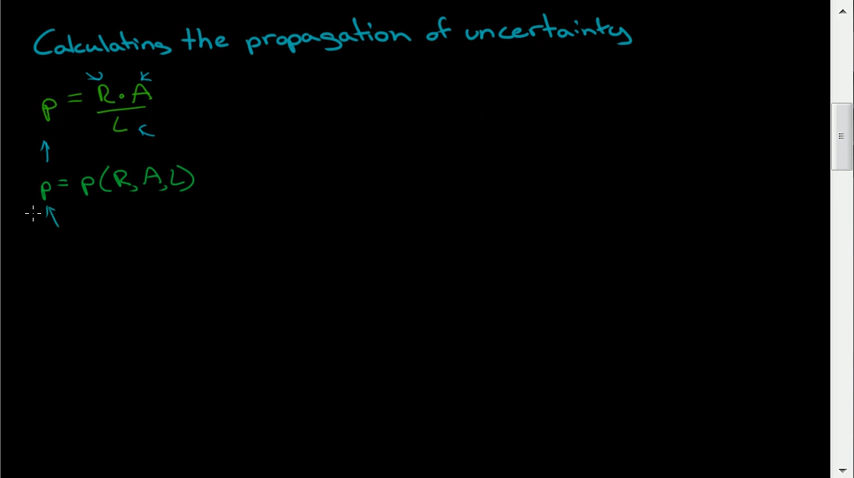 Calculating the propagation of uncertainty
p = R·A / L
p = p(R, A, L)